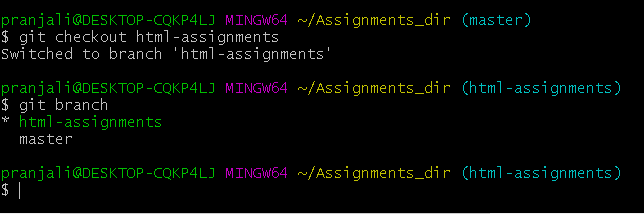 pranjali@DESKTOP-CQKP4LJ MINGW64 ~/Assignments_dir (master)
$ git checkout html-assignments
Switched to branch 'html-assignments'
pranjali@DESKTOP-CQKP4LJ MINGW64 ~/Assignments_dir (html-assignments)
$ git branch
* html-assignments
  master
pranjali@DESKTOP-CQKP4LJ MINGW64 ~/Assignments_dir (html-assignments)
$